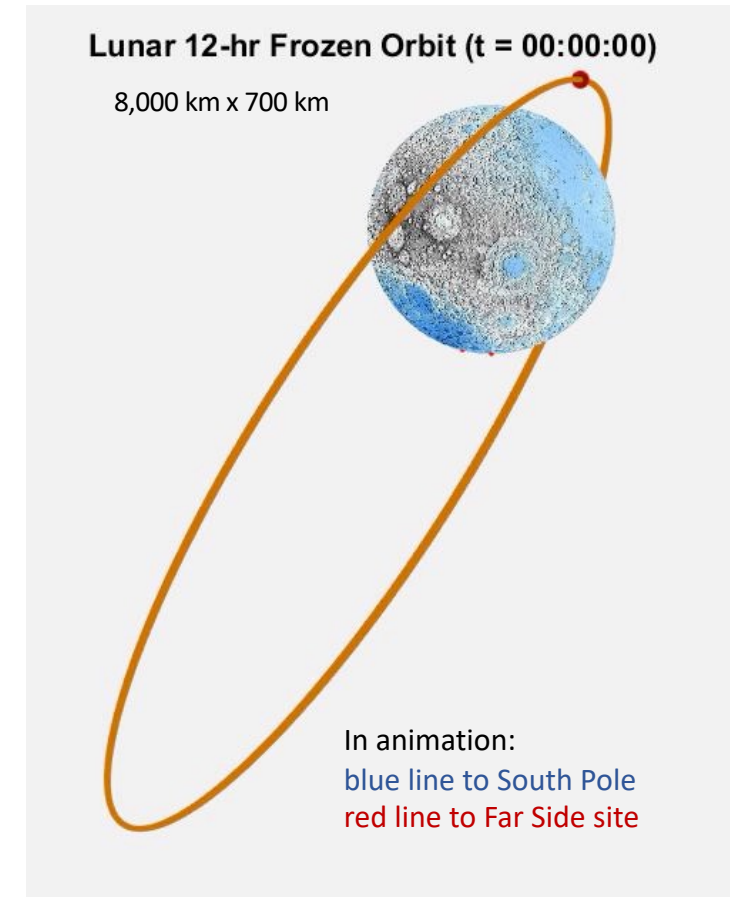 Lunar 12-hr Frozen Orbit (t = 00:00:00)
8,000 km x 700 km
In animation:
blue line to South Pole
red line to Far Side site